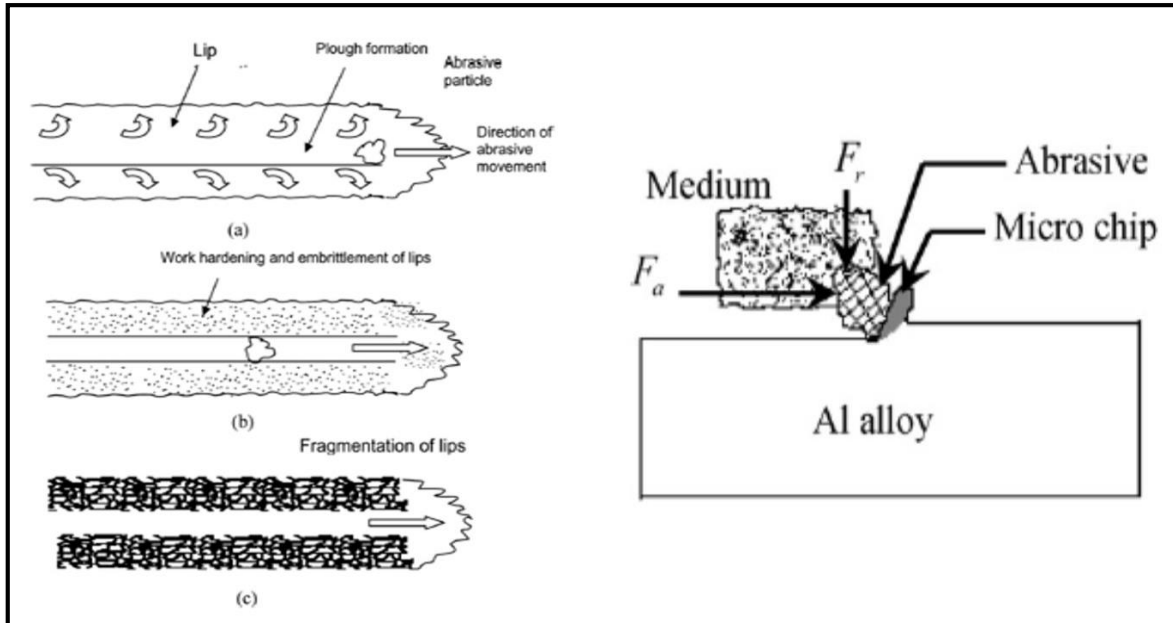 Lip
Plough formation
Abrasive
particle
Direction of
abrasive
movement
(a)
Work hardening and embrittlement of lips
(b)
Fragmentation of lips
(c)
Medium
F_r
Abrasive
Micro chip
F_a
Al alloy